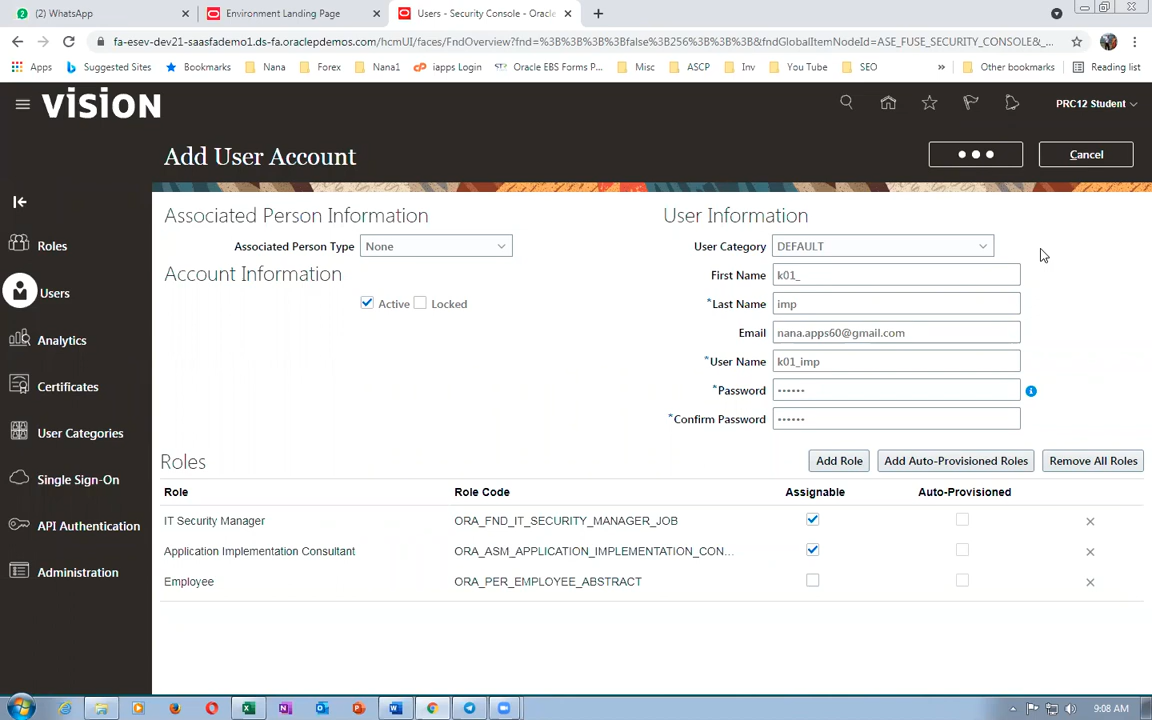 (3) WhatsApp
Environment Landing Page
Users - Security Console - Oracle
fa-esev-dev21-saasfademo1.ds-fa.oraclepdemos.com/hcmUI/faces/FndOverview?fnd=%3B%3B%3B%3Bfalse%3B256%3B%3B%3B&fndGlobalItemNodeId=ASE_FUSE_SECURITY_CONSOLE&_...
Apps
Suggested Sites
Bookmarks
Nana
Forex
Nana1
iapps Login
Oracle EBS Forms P...
Misc
ASCP
Inv
You Tube
SEO
»
Other bookmarks
Reading list
vision
PRC12 Student
Add User Account
Cancel
Roles
Users
Analytics
Certificates
User Categories
Single Sign-On
API Authentication
Administration
Associated Person Information
Associated Person Type None
Account Information
Active Locked
User Information
User Category DEFAULT
First Name k01_
*Last Name imp
Email nana.apps60@gmail.com
*User Name k01_imp
*Password ••••••
*Confirm Password ••••••
Roles
Add Role Add Auto-Provisioned Roles Remove All Roles
Role Role Code Assignable Auto-Provisioned
IT Security Manager ORA_FND_IT_SECURITY_MANAGER_JOB
Application Implementation Consultant ORA_ASM_APPLICATION_IMPLEMENTATION_CON...
Employee ORA_PER_EMPLOYEE_ABSTRACT
9:08 AM